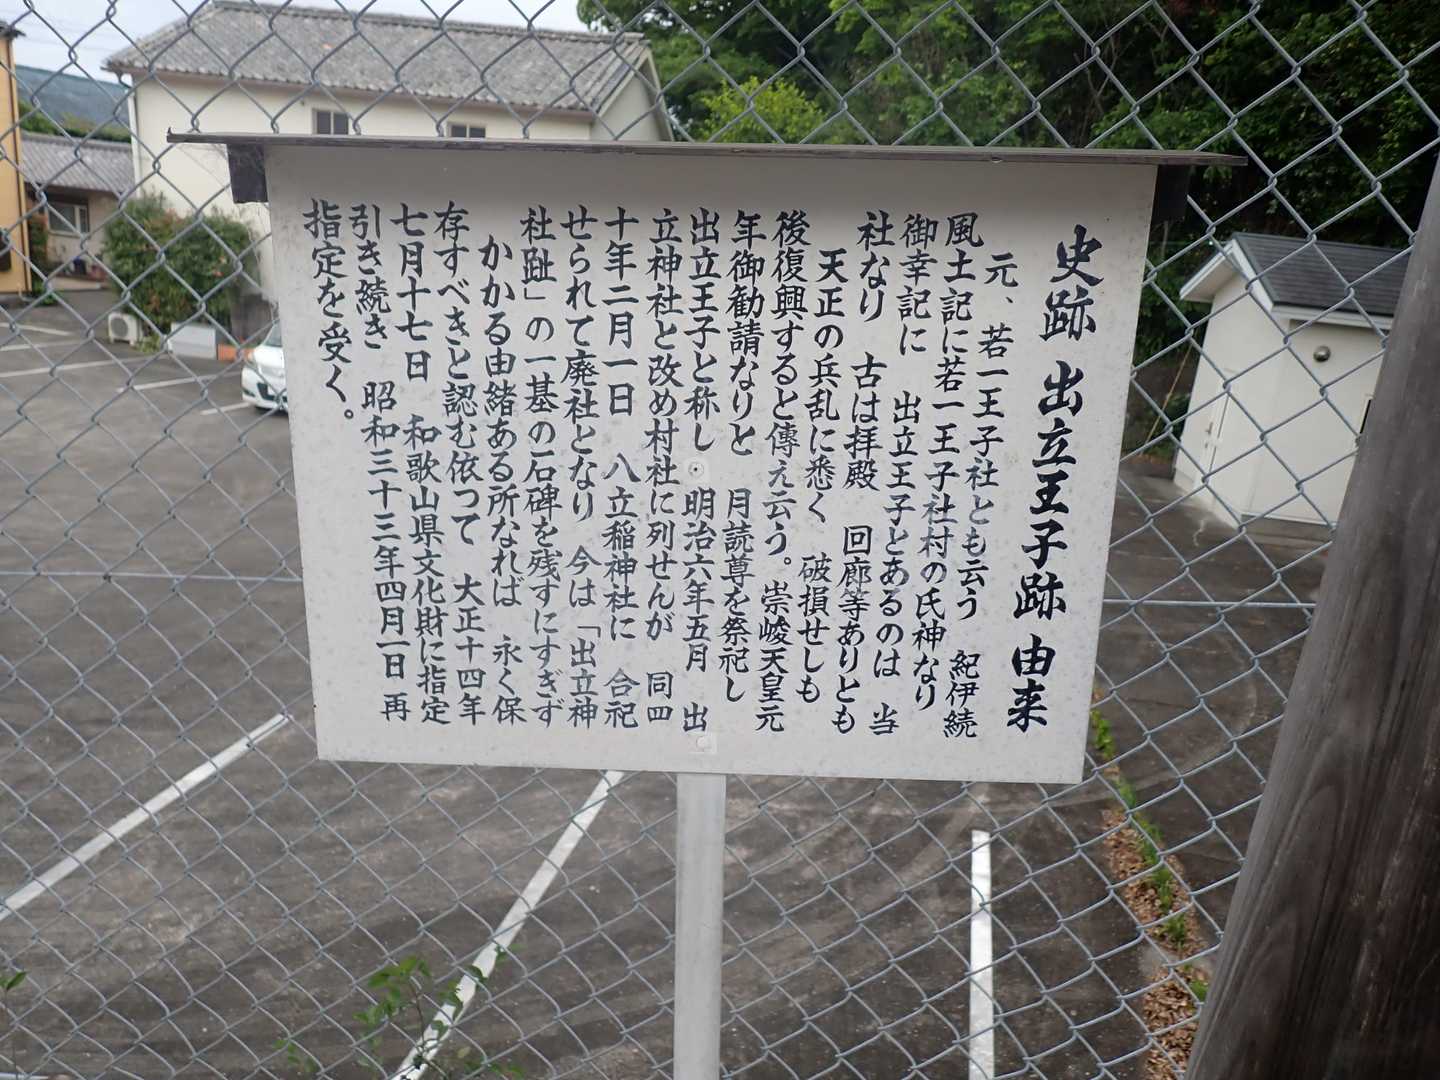 史跡 出立王子跡 由来
元、若一王子社とも云う 紀伊続
風土記に若一王子社村の氏神なり
御幸記に 出立王子とあるのは 当
社なり 古は拝殿 回廊等ありとも
天正の兵乱に悉く 破損せしも
後復興すると傳え云う。崇峻天皇元
年御勧請なりと 月読尊を祭祀し
出立王子と称し 明治六年五月 出
立神社と改め村社に列せんが 同四
十年二月一日 八立稲神社に 合祀
せられて廃社となり 今は「出立神
社趾」の一基の石碑を残すにすぎず
かかる由緒ある所なれば 永く保
存すべきと認む依つて 大正十四年
七月十七日 和歌山県文化財に指定
引き続き 昭和三十三年四月一日 再
指定を受く。